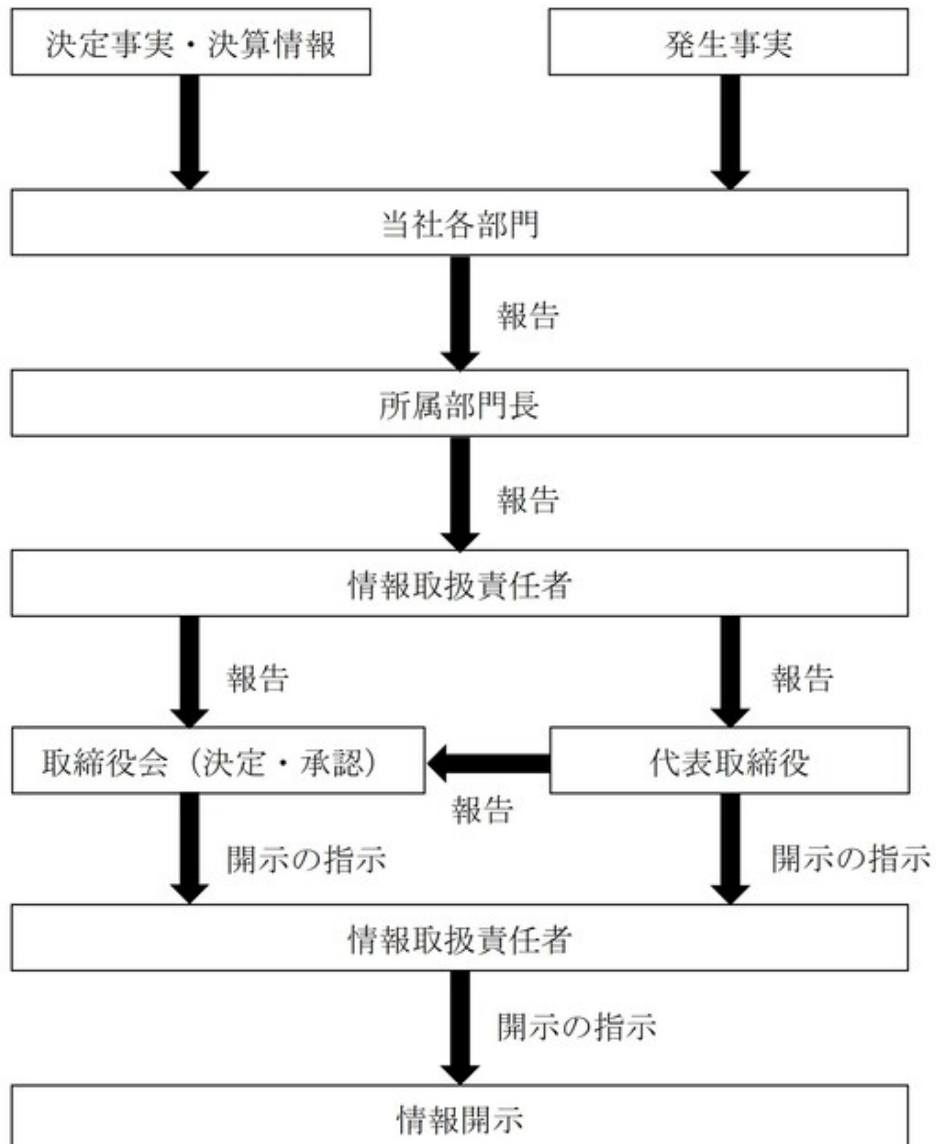 決定事実・決算情報
発生事実
当社各部門
報告
所属部門長
報告
情報取扱責任者
報告
報告
取締役会（決定・承認）
代表取締役
報告
開示の指示
開示の指示
情報取扱責任者
開示の指示
情報開示